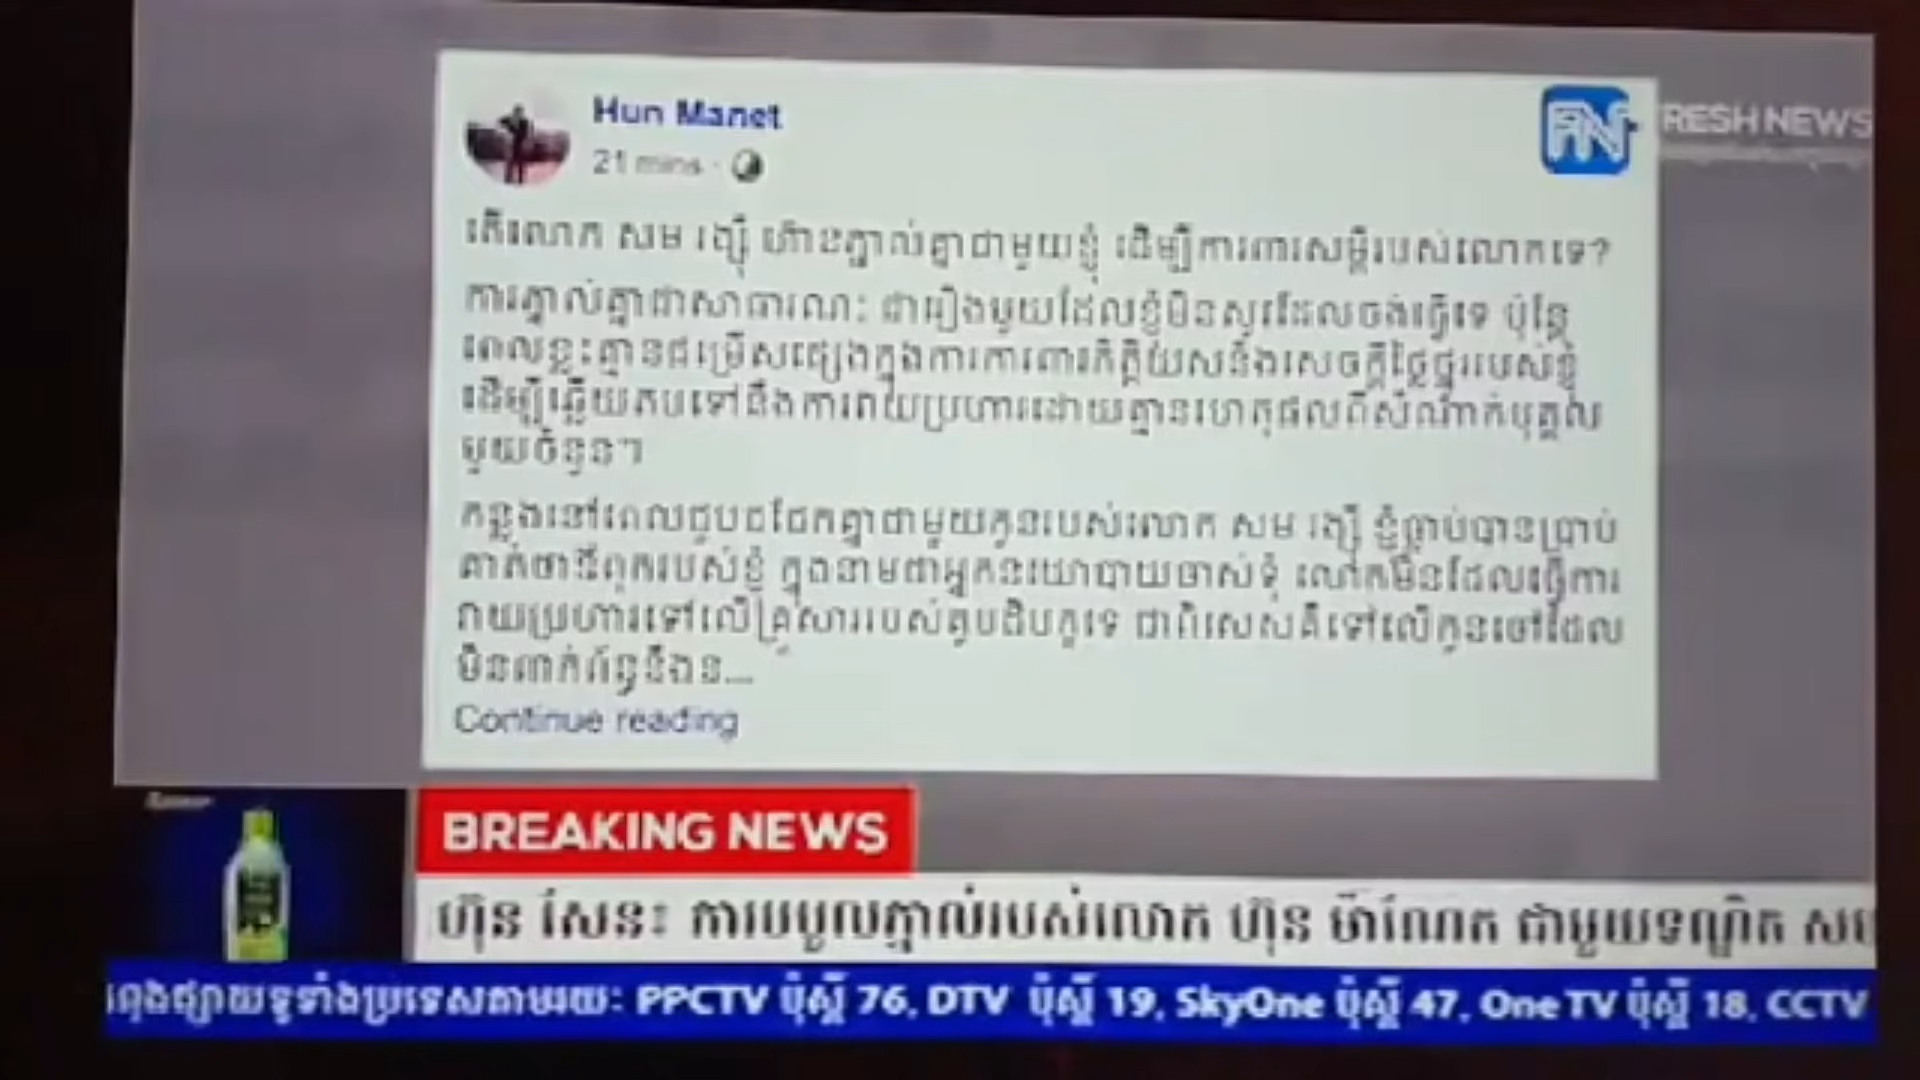 Hun Manet
21 mins ·
FN
FRESH NEWS
តើលោក សម រង្ស៊ី ហ៊ានភ្នាល់គ្នាជាមួយខ្ញុំ ដើម្បីការពារសម្តីរបស់លោកទេ?
ការភ្នាល់គ្នាជាសាធារណៈ ជារឿងមួយដែលខ្ញុំមិនសូវដែលចង់ធ្វើទេ ប៉ុន្តែ
ពេលខ្លះគ្មានជម្រើសផ្សេងក្នុងការការពារកិត្តិយសនិងសេចក្តីថ្លៃថ្នូររបស់ខ្ញុំ
ដើម្បីឆ្លើយតបទៅនឹងការវាយប្រហារដោយគ្មានហេតុផលពីសំណាក់បុគ្គល
មួយចំនួន។
កន្លងនៅពេលជួបជជែកគ្នាជាមួយកូនរបស់លោក សម រង្ស៊ី ខ្ញុំធ្លាប់បានប្រាប់
គាត់ថាឪពុករបស់ខ្ញុំ ក្នុងនាមជាអ្នកនយោបាយចាស់ទុំ លោកមិនដែលធ្វើការ
វាយប្រហារទៅលើគ្រួសាររបស់គូបដិបក្ខទេ ជាពិសេសគឺទៅលើកូនចៅដែល
មិនពាក់ព័ន្ធនឹងន...
Continue reading
BREAKING NEWS
ហ៊ុន សែន៖ ការបបួលភ្នាល់របស់លោក ហ៊ុន ម៉ាណែត ជាមួយទណ្ឌិត សម
ពុងផ្សាយទូទាំងប្រទេសតាមរយៈ PPCTV ប៉ុស្តិ៍ 76, DTV ប៉ុស្តិ៍ 19, SkyOne ប៉ុស្តិ៍ 47, One TV ប៉ុស្តិ៍ 18, CCTV